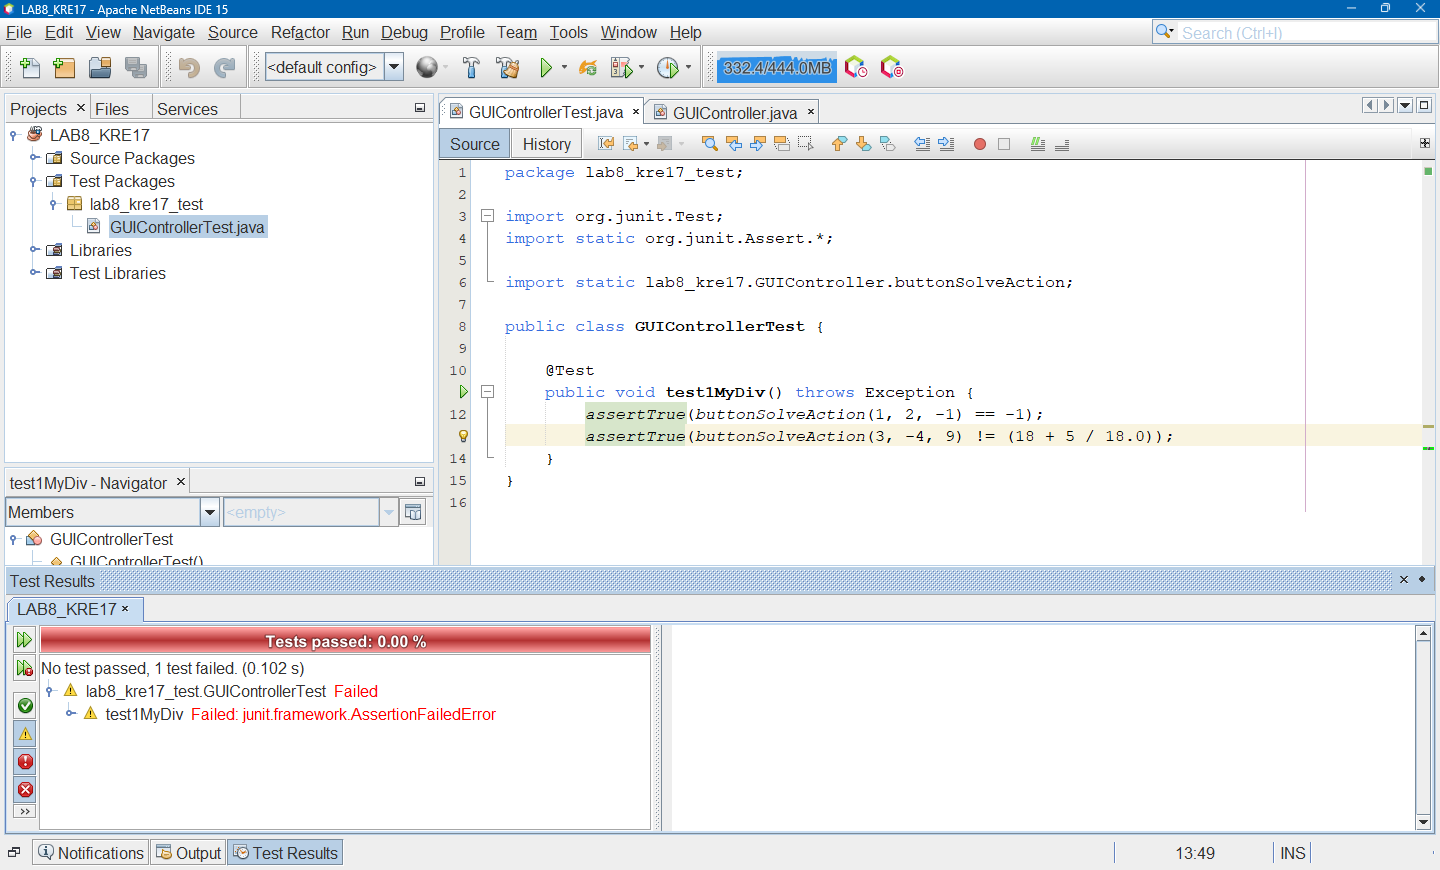 LAB8_KRE17 - Apache NetBeans IDE 15
File Edit View Navigate Source Refactor Run Debug Profile Team Tools Window Help
Search (Ctrl+I)
<default config>
332.4/444.0MB
Projects × Files Services
LAB8_KRE17
Source Packages
Test Packages
lab8_kre17_test
GUIControllerTest.java
Libraries
Test Libraries
GUIControllerTest.java × GUIController.java ×
Source History
1 package lab8_kre17_test;
2
3 import org.junit.Test;
4 import static org.junit.Assert.*;
5
6 import static lab8_kre17.GUIController.buttonSolveAction;
7
8 public class GUIControllerTest {
9
10 @Test
public void test1MyDiv() throws Exception {
12 assertTrue(buttonSolveAction(1, 2, -1) == -1);
assertTrue(buttonSolveAction(3, -4, 9) != (18 + 5 / 18.0));
14 }
15 }
16
test1MyDiv - Navigator ×
Members <empty>
GUIControllerTest
GUIControllerTest()
Test Results
LAB8_KRE17 ×
Tests passed: 0.00 %
No test passed, 1 test failed. (0.102 s)
lab8_kre17_test.GUIControllerTest Failed
test1MyDiv Failed: junit.framework.AssertionFailedError
Notifications Output Test Results
13:49 INS